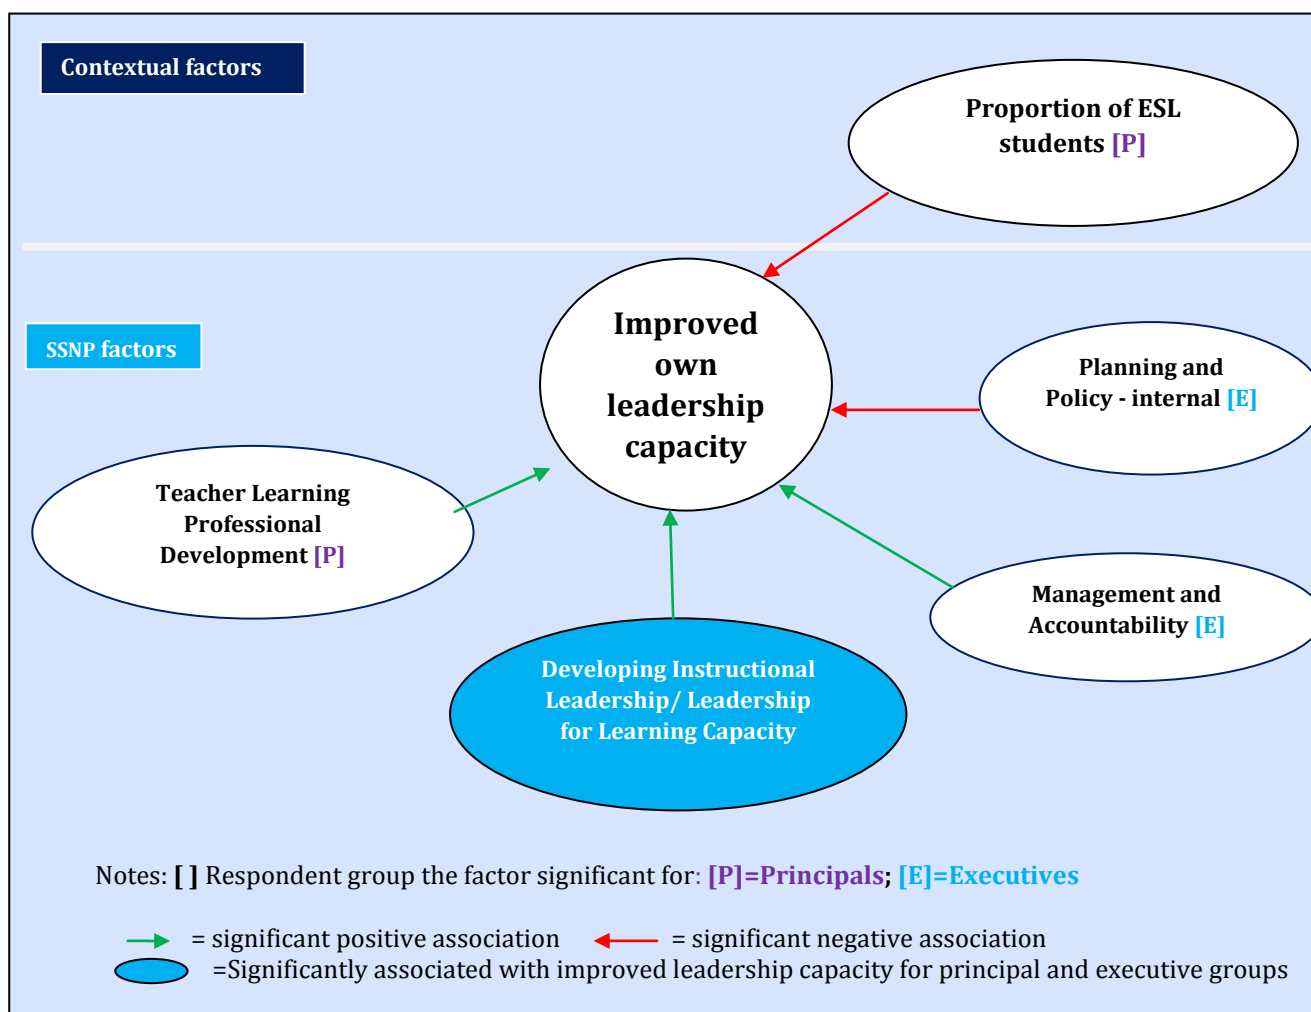 Contextual factors
Proportion of ESL
students [P]
Improved
own
leadership
capacity
SSNP factors
Planning and
Policy - internal [E]
Teacher Learning
Professional
Development [P]
Management and
Accountability [E]
Developing Instructional
Leadership/ Leadership
for Learning Capacity
Notes: [ ] Respondent group the factor significant for: [P]=Principals; [E]=Executives
= significant positive association = significant negative association
=Significantly associated with improved leadership capacity for principal and executive groups